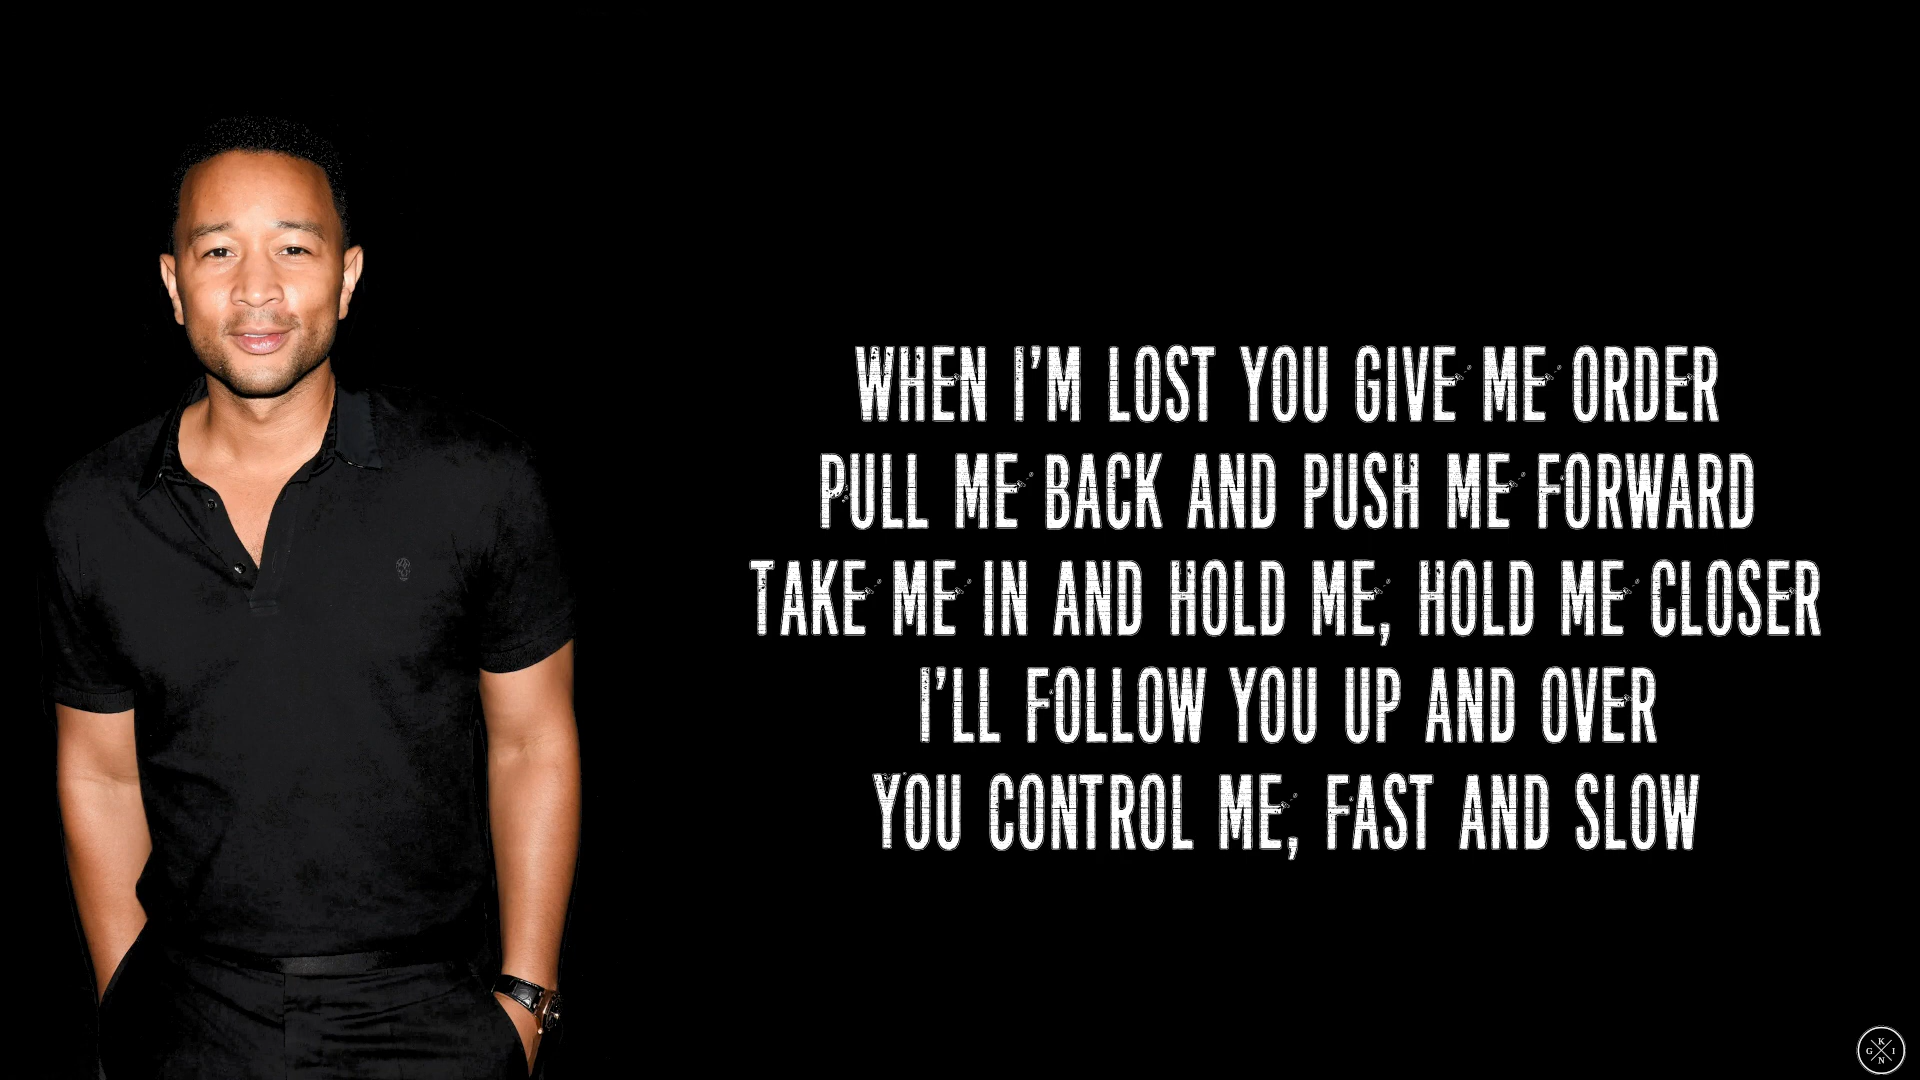 WHEN I'M LOST YOU GIVE ME ORDER
PULL ME BACK AND PUSH ME FORWARD
TAKE ME IN AND HOLD ME, HOLD ME CLOSER
I'LL FOLLOW YOU UP AND OVER
YOU CONTROL ME, FAST AND SLOW
K
G I
N